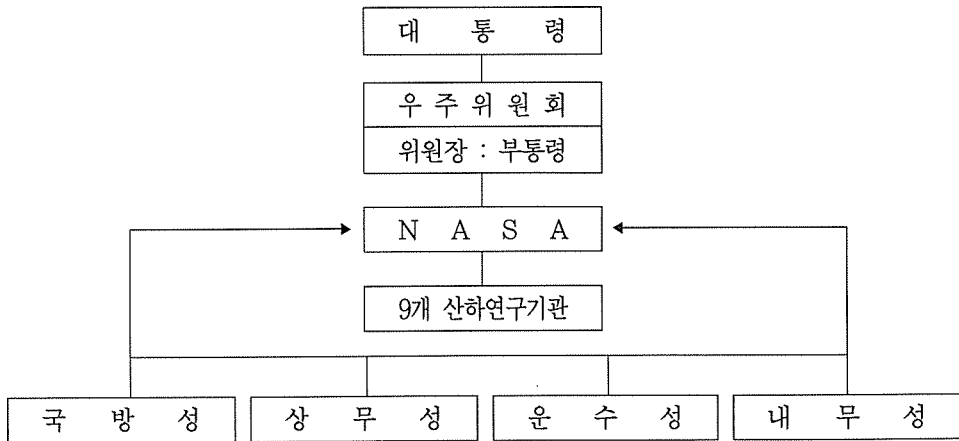 대 통 령
우 주 위 원 회
위원장 : 부통령
N A S A
9개 산하연구기관
국 방 성
상 무 성
운 수 성
내 무 성